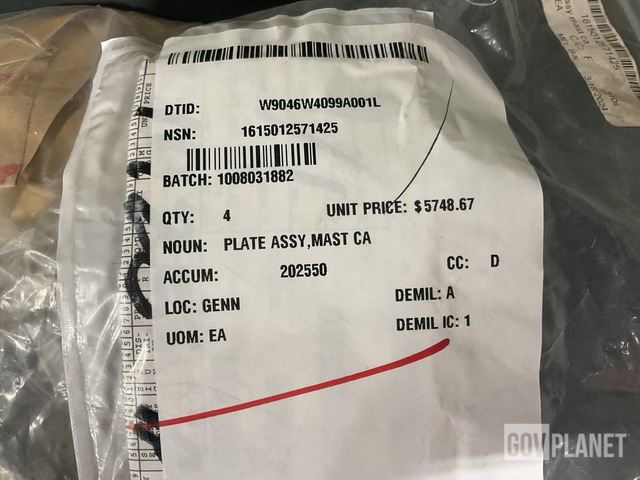 DTID: W9046W4099A001L
NSN: 1615012571425
BATCH: 1008031882
QTY: 4 UNIT PRICE: $5748.67
NOUN: PLATE ASSY,MAST CA
ACCUM: 202550 CC: D
LOC: GENN DEMIL: A
UOM: EA DEMIL IC: 1
GOVPLANET